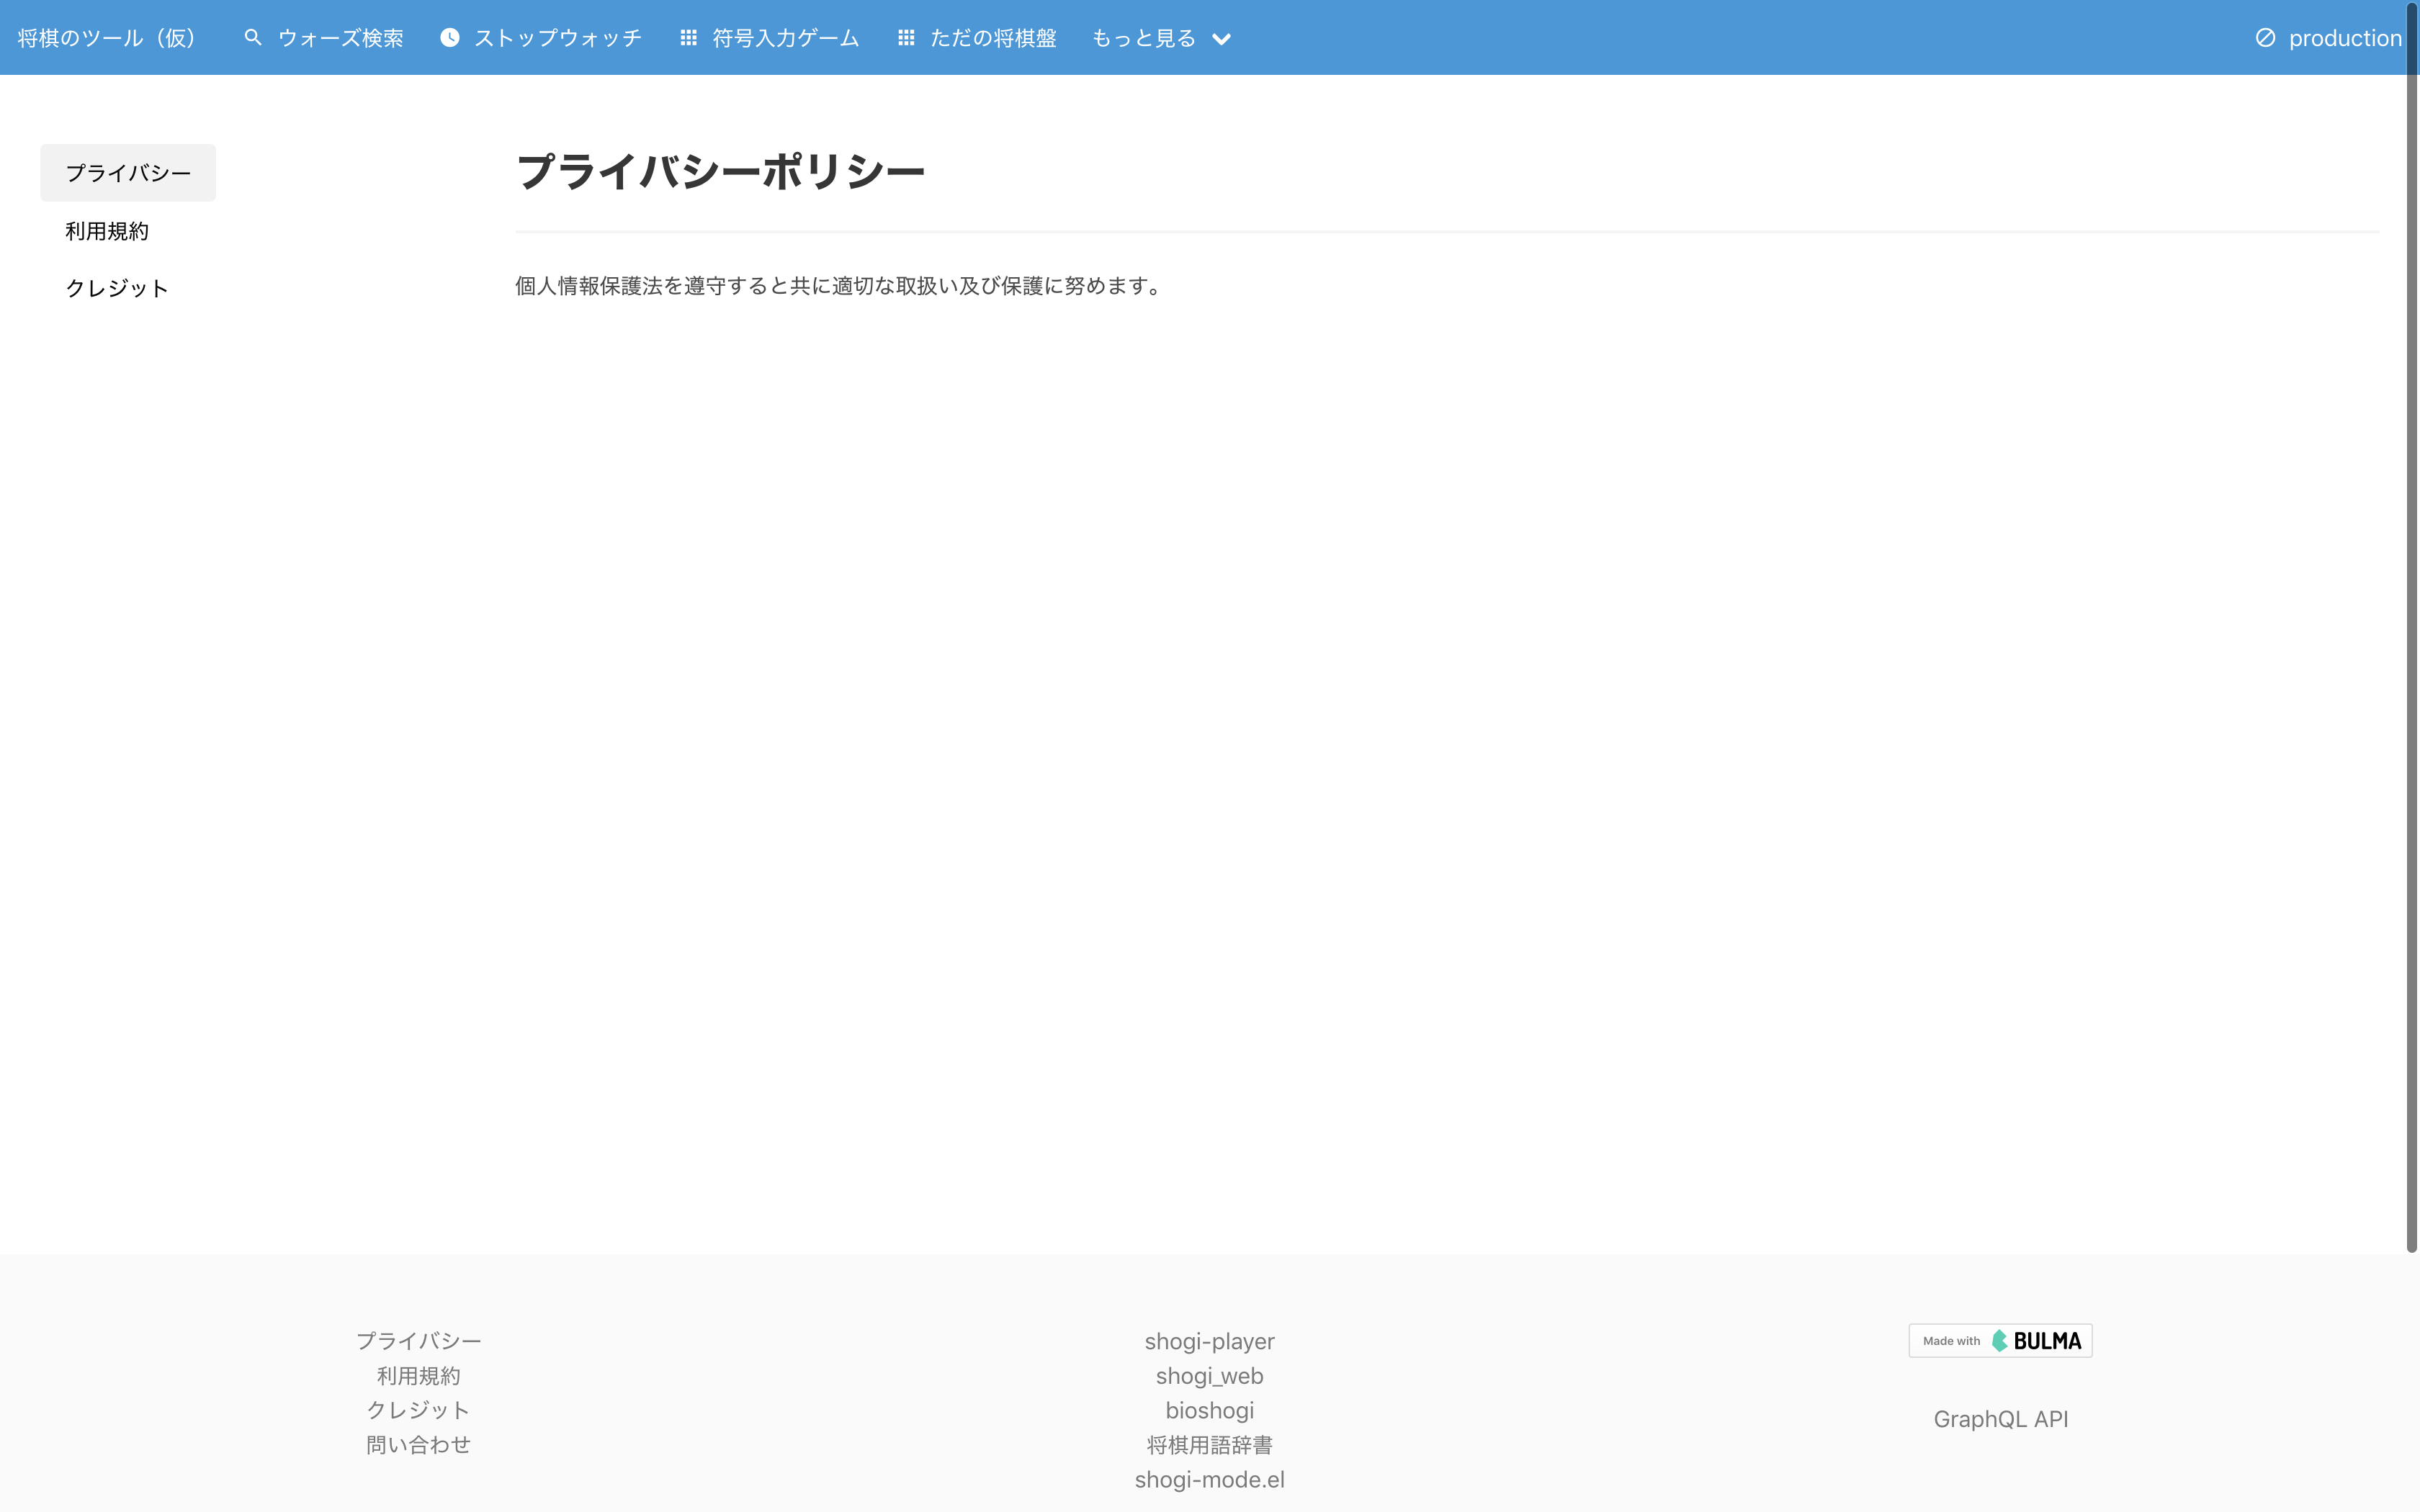 将棋のツール（仮） ウォーズ検索 ストップウォッチ 符号入力ゲーム ただの将棋盤 もっと見る production
プライバシー
利用規約
クレジット
プライバシーポリシー
個人情報保護法を遵守すると共に適切な取扱い及び保護に努めます。
プライバシー
利用規約
クレジット
問い合わせ
shogi-player
shogi_web
bioshogi
将棋用語辞書
shogi-mode.el
Made with BULMA
GraphQL API